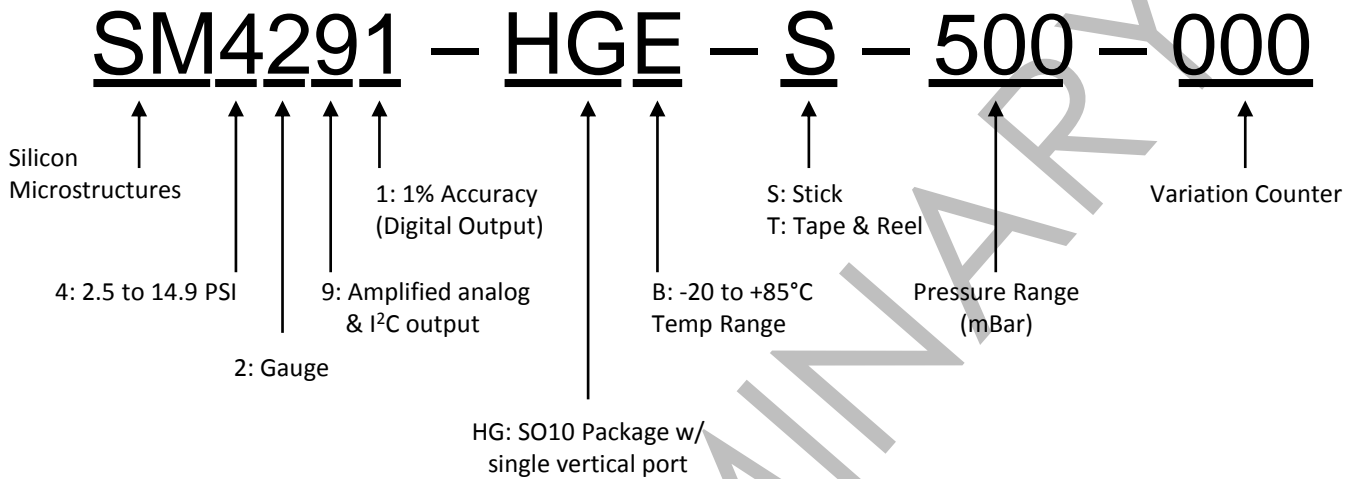 SM4291 – HGE – S – 500 – 000
Silicon
Microstructures
1: 1% Accuracy
(Digital Output)
S: Stick
T: Tape & Reel
Variation Counter
4: 2.5 to 14.9 PSI
9: Amplified analog
& I²C output
B: -20 to +85°C
Temp Range
Pressure Range
(mBar)
2: Gauge
HG: SO10 Package w/
single vertical port
MINARY